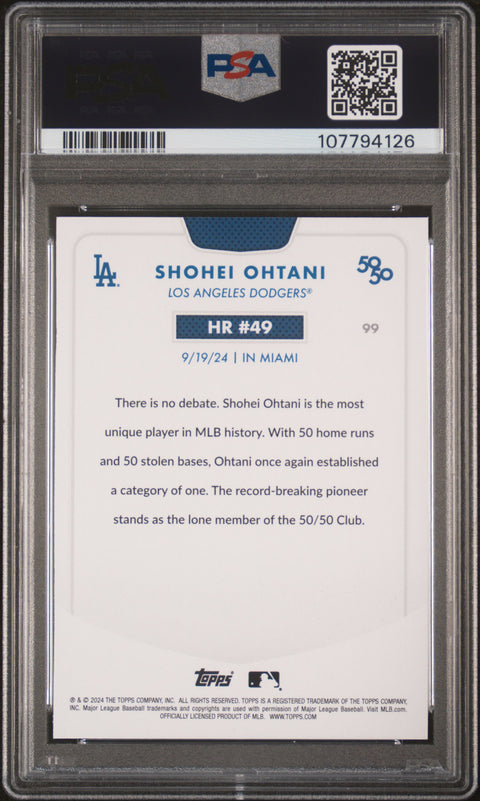 PSA
107794126
LA
SHOHEI OHTANI
50/50
LOS ANGELES DODGERS®
HR #49
99
9/19/24 | IN MIAMI
There is no debate. Shohei Ohtani is the most
unique player in MLB history. With 50 home runs
and 50 stolen bases, Ohtani once again established
a category of one. The record-breaking pioneer
stands as the lone member of the 50/50 Club.
Topps
® & © 2024 THE TOPPS COMPANY, INC. ALL RIGHTS RESERVED. TOPPS IS A REGISTERED TRADEMARK OF THE TOPPS COMPANY,
INC. Major League Baseball trademarks and copyrights are used with permission of Major League Baseball. Visit MLB.com.
OFFICIALLY LICENSED PRODUCT OF MLB. WWW.TOPPS.COM